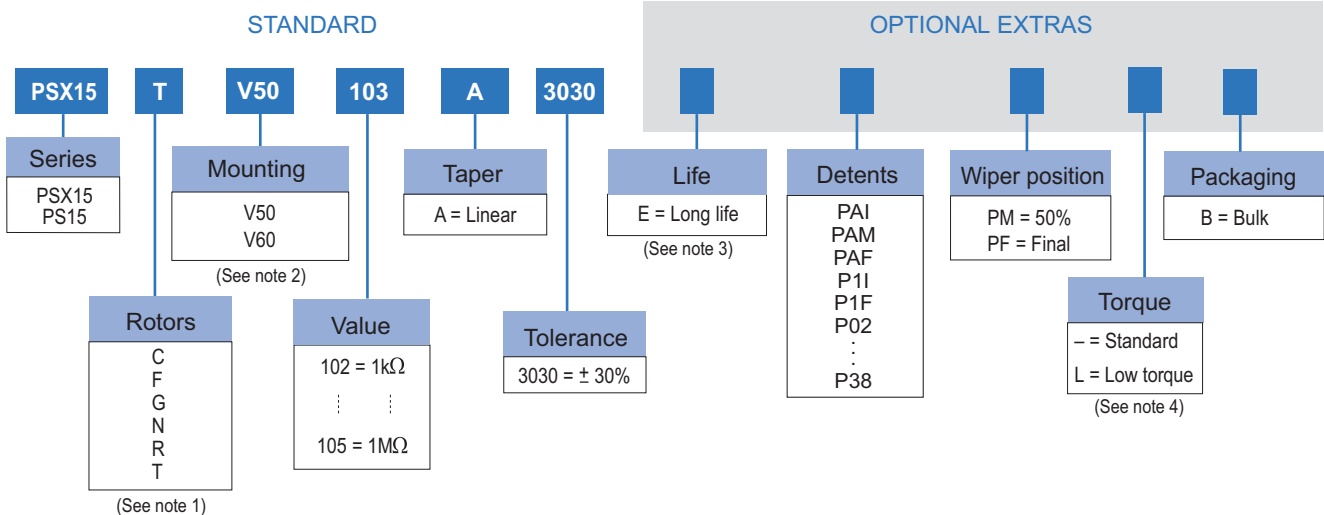 STANDARD
OPTIONAL EXTRAS
PSX15 T V50 103 A 3030
Series
PSX15
PS15
Mounting
V50
V60
(See note 2)
Taper
A = Linear
Life
E = Long life
(See note 3)
Detents
PAI
PAM
PAF
P1I
P1F
P02
:
:
P38
Wiper position
PM = 50%
PF = Final
Packaging
B = Bulk
Rotors
C
F
G
N
R
T
(See note 1)
Value
102 = 1kΩ
105 = 1MΩ
Tolerance
3030 = ± 30%
Torque
– = Standard
L = Low torque
(See note 4)